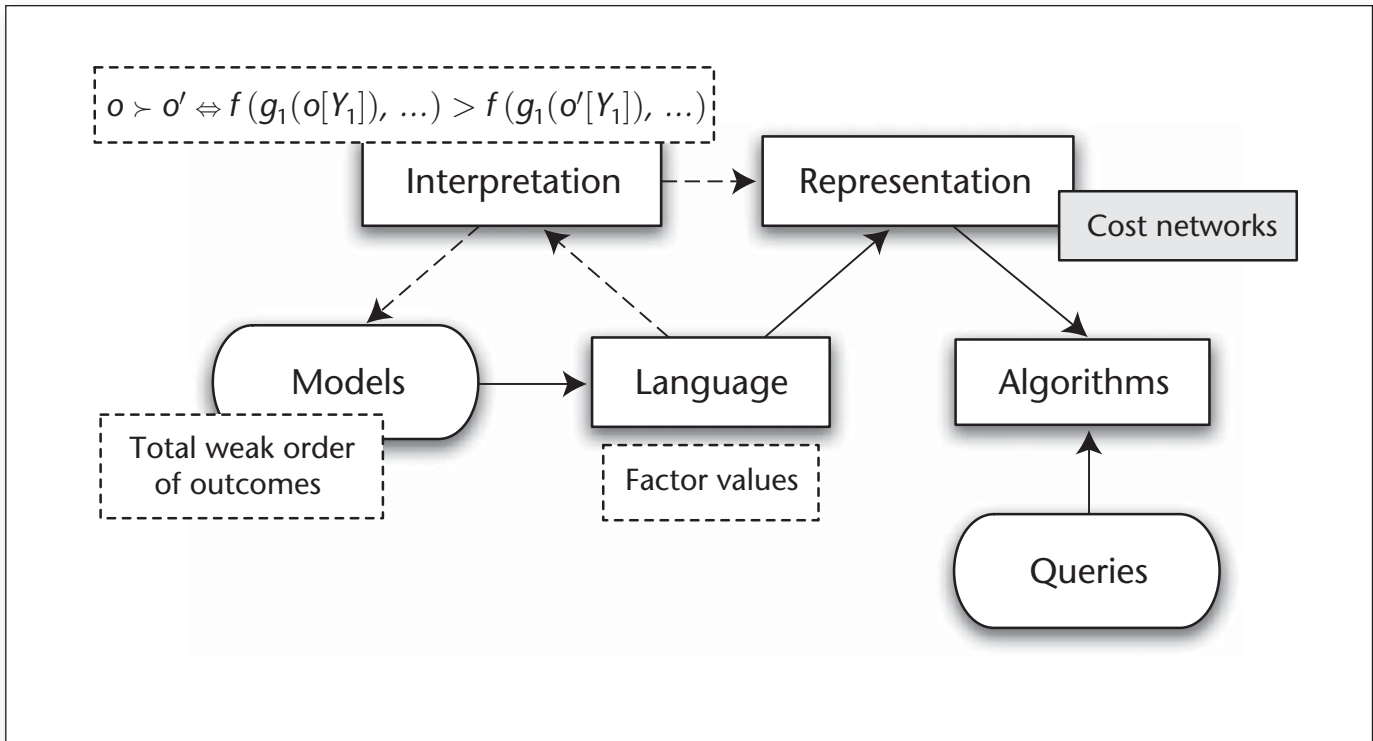 o ≻ o′ ⇔ f (g₁(o[Y₁]), ...) > f (g₁(o′[Y₁]), ...)
Interpretation
Representation
Cost networks
Models
Language
Algorithms
Total weak order
of outcomes
Factor values
Queries